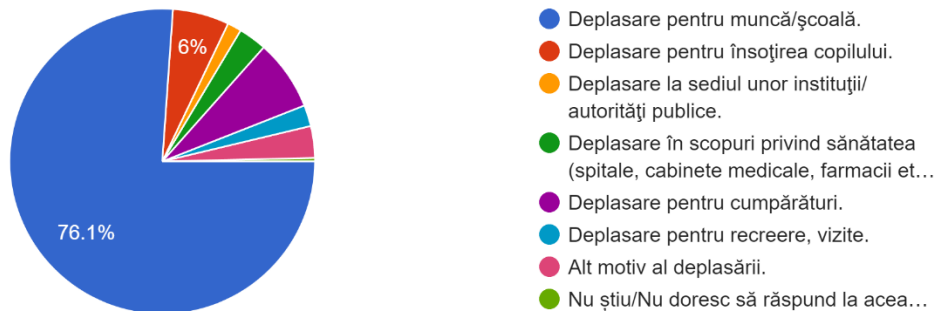 6%
76.1%
Deplasare pentru muncă/şcoală.
Deplasare pentru însoţirea copilului.
Deplasare la sediul unor instituţii/
autorităţi publice.
Deplasare în scopuri privind sănătatea
(spitale, cabinete medicale, farmacii et…
Deplasare pentru cumpărături.
Deplasare pentru recreere, vizite.
Alt motiv al deplasării.
Nu știu/Nu doresc să răspund la acea…